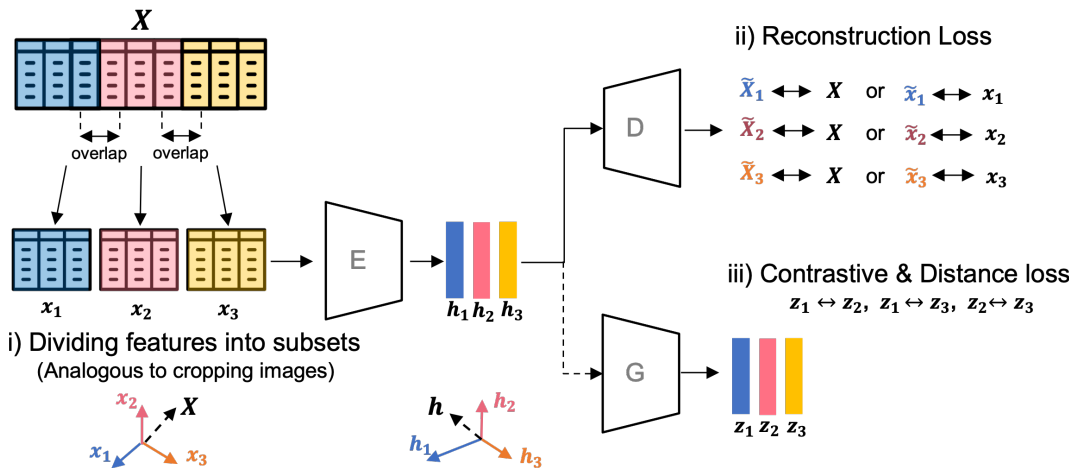 X
overlap
overlap
x₁
x₂
x₃
i) Dividing features into subsets
(Analogous to cropping images)
x₂
X
x₁
x₃
E
h₁ h₂ h₃
h
h₂
h₁
h₃
D
ii) Reconstruction Loss
X̃₁ ↔ X or x̃₁ ↔ x₁
X̃₂ ↔ X or x̃₂ ↔ x₂
X̃₃ ↔ X or x̃₃ ↔ x₃
iii) Contrastive & Distance loss
z₁ ↔ z₂, z₁ ↔ z₃, z₂ ↔ z₃
G
z₁ z₂ z₃